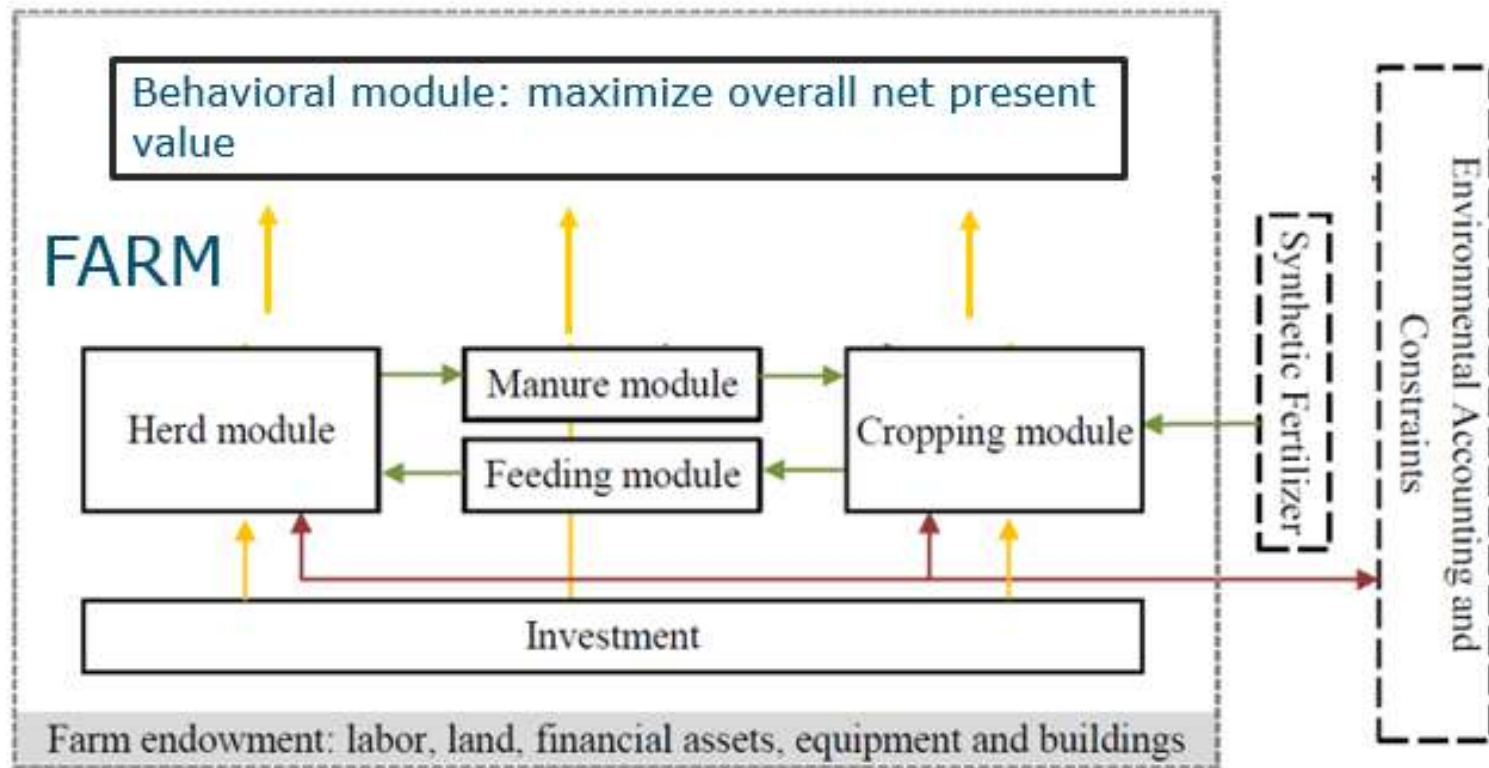 Behavioral module: maximize overall net present
value
FARM
Herd module
Manure module
Feeding module
Cropping module
Investment
Farm endowment: labor, land, financial assets, equipment and buildings
Synthetic Fertilizer
Environmental Accounting and
Constraints